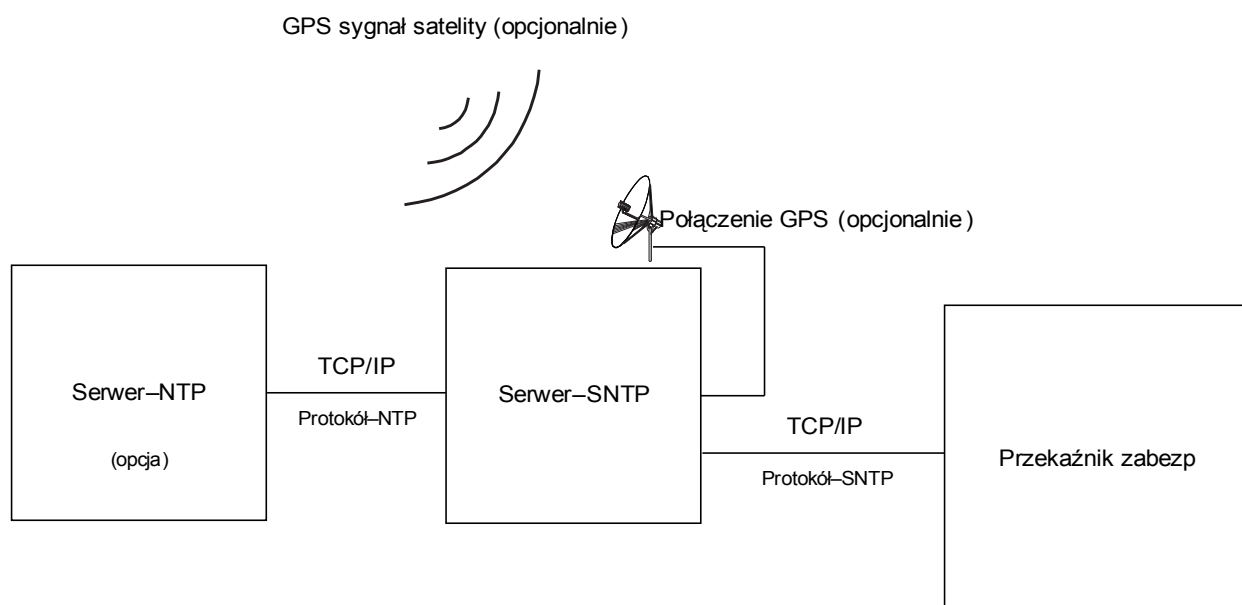 GPS sygnał satelity (opcjonalnie)
Połączenie GPS (opcjonalnie)
Serwer–NTP
(opcja)
TCP/IP
Protokół–NTP
Serwer–SNTP
TCP/IP
Protokół–SNTP
Przekaźnik zabezp